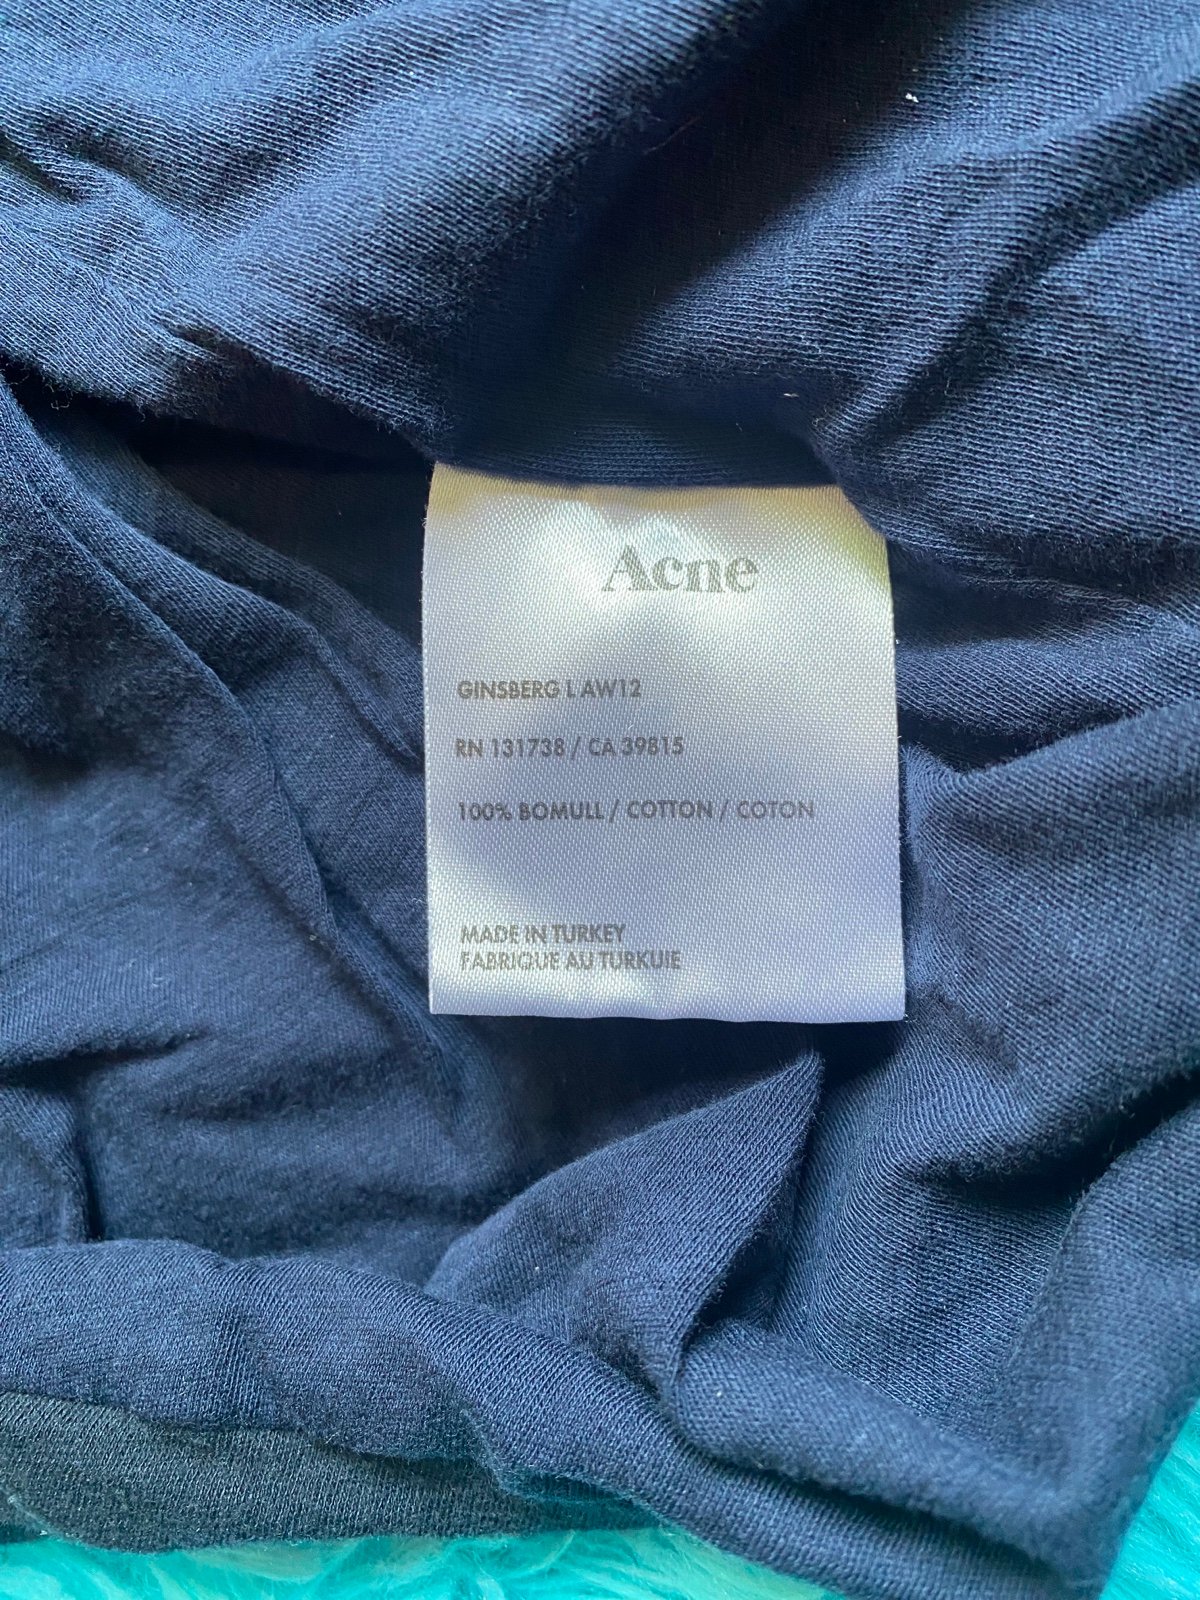 Acne
GINSBERG L AW12
RN 131738 / CA 39815
100% BOMULL / COTTON / COTON
MADE IN TURKEY
FABRIQUE AU TURKUIE